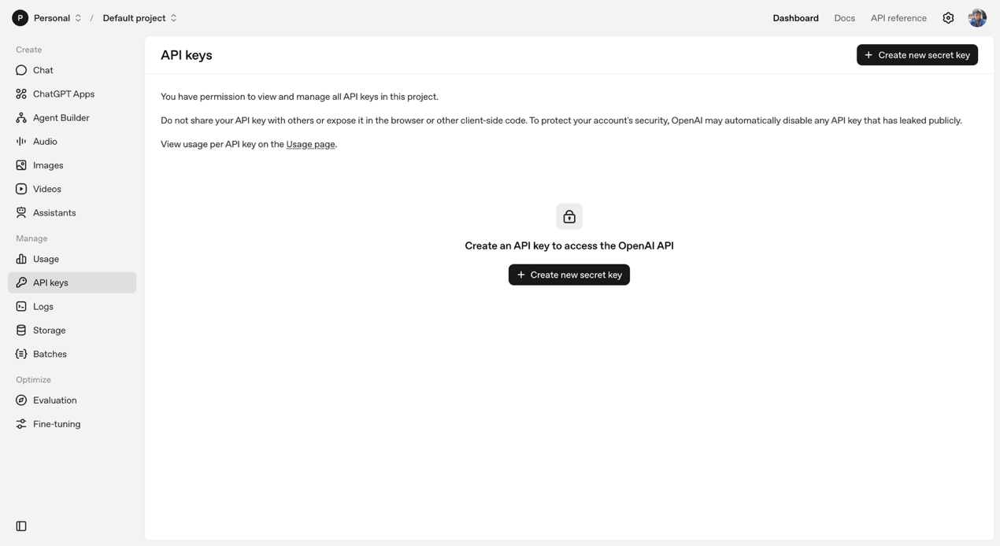 P Personal / Default project
Dashboard Docs API reference
Create
Chat
ChatGPT Apps
Agent Builder
Audio
Images
Videos
Assistants
Manage
Usage
API keys
Logs
Storage
Batches
Optimize
Evaluation
Fine-tuning
API keys
+ Create new secret key
You have permission to view and manage all API keys in this project.
Do not share your API key with others or expose it in the browser or other client-side code. To protect your account's security, OpenAI may automatically disable any API key that has leaked publicly.
View usage per API key on the Usage page.
Create an API key to access the OpenAI API
+ Create new secret key